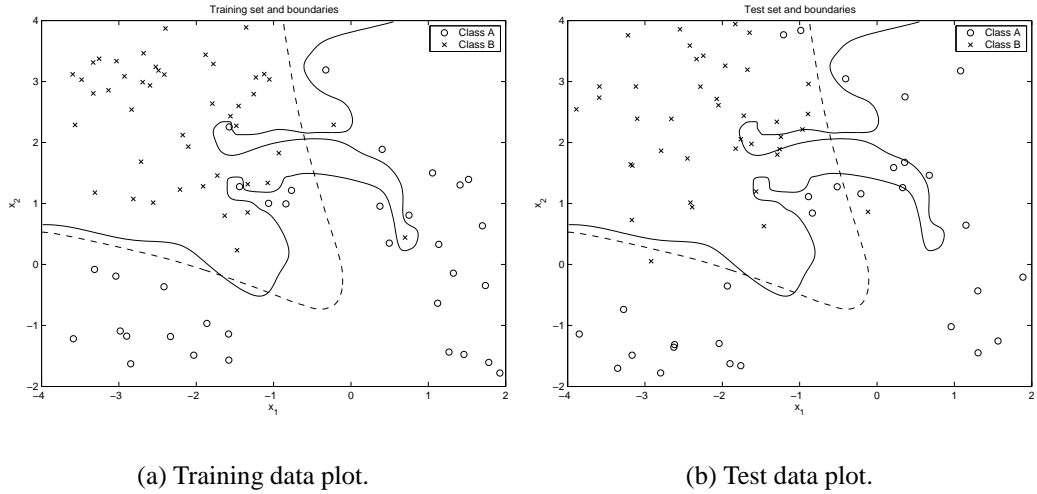 Training set and boundaries
Class A
Class B
x2
4
3
2
1
0
−1
−2
−4
−3
−2
−1
0
1
2
x1
(a) Training data plot.
Test set and boundaries
Class A
Class B
x2
4
3
2
1
0
−1
−2
−4
−3
−2
−1
0
1
2
x1
(b) Test data plot.